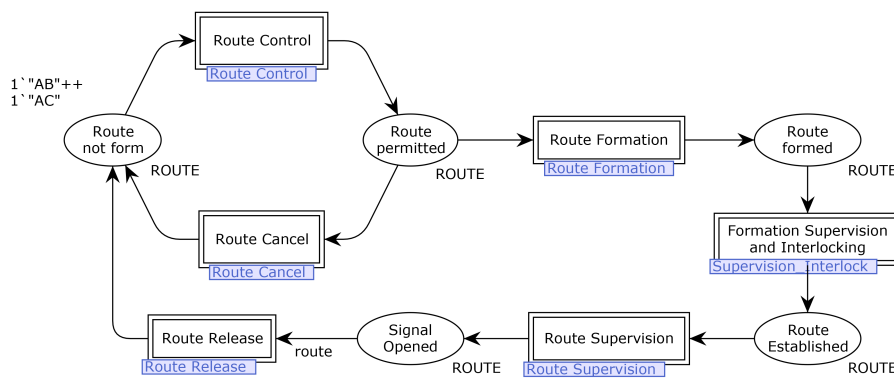 Route Control
Route Control
1`"AB"++
1`"AC"
Route
not form
ROUTE
Route
permitted
ROUTE
Route Formation
Route Formation
Route
formed
ROUTE
Route Cancel
Route Cancel
Formation Supervision
and Interlocking
Supervision_Interlock
Route Release
Route Release
route
Signal
Opened
ROUTE
Route Supervision
Route Supervision
Route
Established
ROUTE